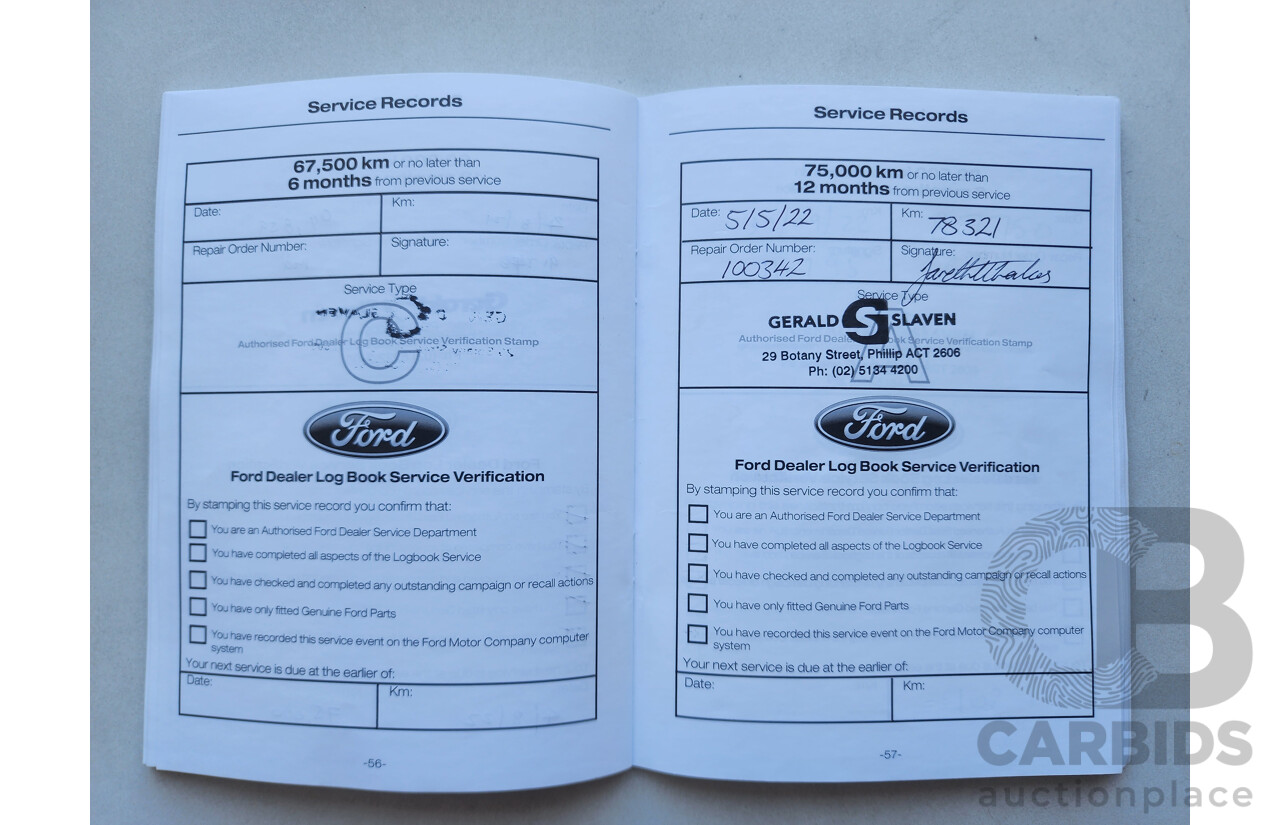 Service Records
67,500 km or no later than
6 months from previous service
Date:
Km:
Repair Order Number:
Signature:
Service Type
C
Authorised Ford Dealer Log Book Service Verification Stamp
Ford
Ford Dealer Log Book Service Verification
By stamping this service record you confirm that:
You are an Authorised Ford Dealer Service Department
You have completed all aspects of the Logbook Service
You have checked and completed any outstanding campaign or recall actions
You have only fitted Genuine Ford Parts
You have recorded this service event on the Ford Motor Company computer
system
Your next service is due at the earlier of:
Date:
Km:
-56-
Service Records
75,000 km or no later than
12 months from previous service
Date: 5/5/22
Km: 78321
Repair Order Number:
100342
Signature:
Service Type
GERALD S SLAVEN
A
Authorised Ford Dealer Book Service Verification Stamp
29 Botany Street, Phillip ACT 2606
Ph: (02) 5134 4200
Ford
Ford Dealer Log Book Service Verification
By stamping this service record you confirm that:
You are an Authorised Ford Dealer Service Department
You have completed all aspects of the Logbook Service
You have checked and completed any outstanding campaign or recall actions
You have only fitted Genuine Ford Parts
You have recorded this service event on the Ford Motor Company computer
system
Your next service is due at the earlier of:
Date:
Km:
-57-
CB
CARBIDS
auctionplace